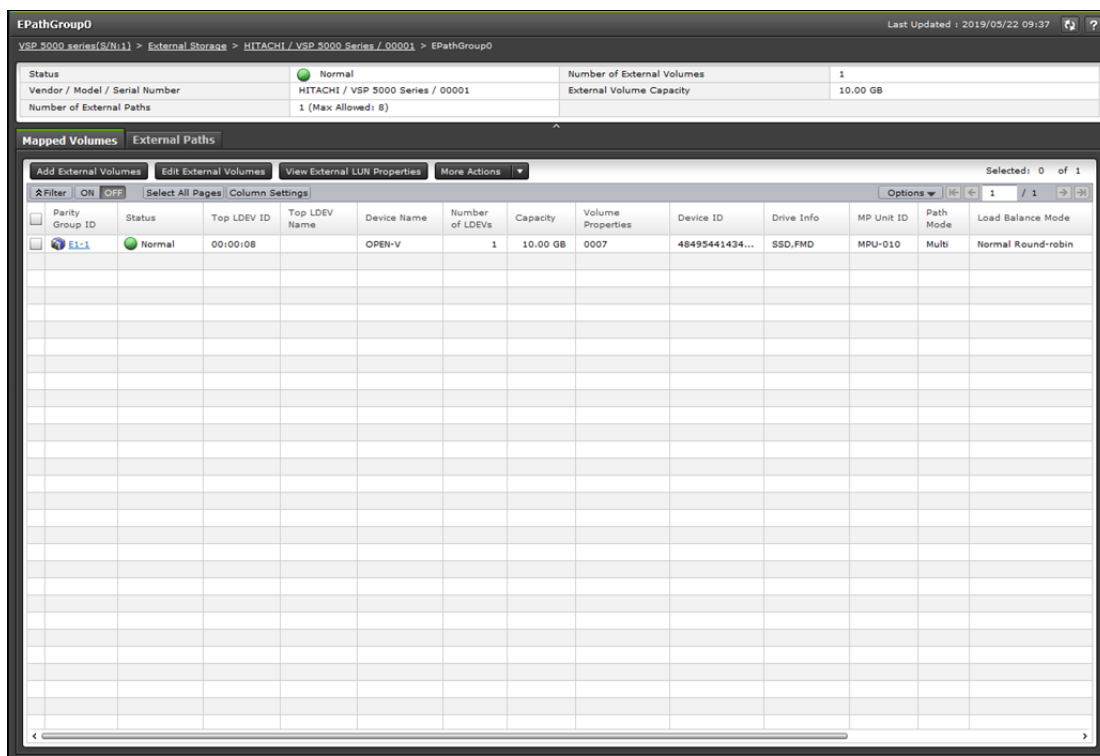 EPathGroup0
Last Updated : 2019/05/22 09:37
?
VSP 5000 series(S/N:1) > External Storage > HITACHI / VSP 5000 Series / 00001 > EPathGroup0
Status Normal Number of External Volumes 1
Vendor / Model / Serial Number HITACHI / VSP 5000 Series / 00001 External Volume Capacity 10.00 GB
Number of External Paths 1 (Max Allowed: 8)
Mapped Volumes External Paths
Add External Volumes Edit External Volumes View External LUN Properties More Actions Selected: 0 of 1
Filter ON OFF Select All Pages Column Settings Options 1 / 1
Parity Group ID Status Top LDEV ID Top LDEV Name Device Name Number of LDEVs Capacity Volume Properties Device ID Drive Info MP Unit ID Path Mode Load Balance Mode
E1-1 Normal 00:00:08 OPEN-V 1 10.00 GB 0007 48495441434... SSD,FMD MPU-010 Multi Normal Round-robin